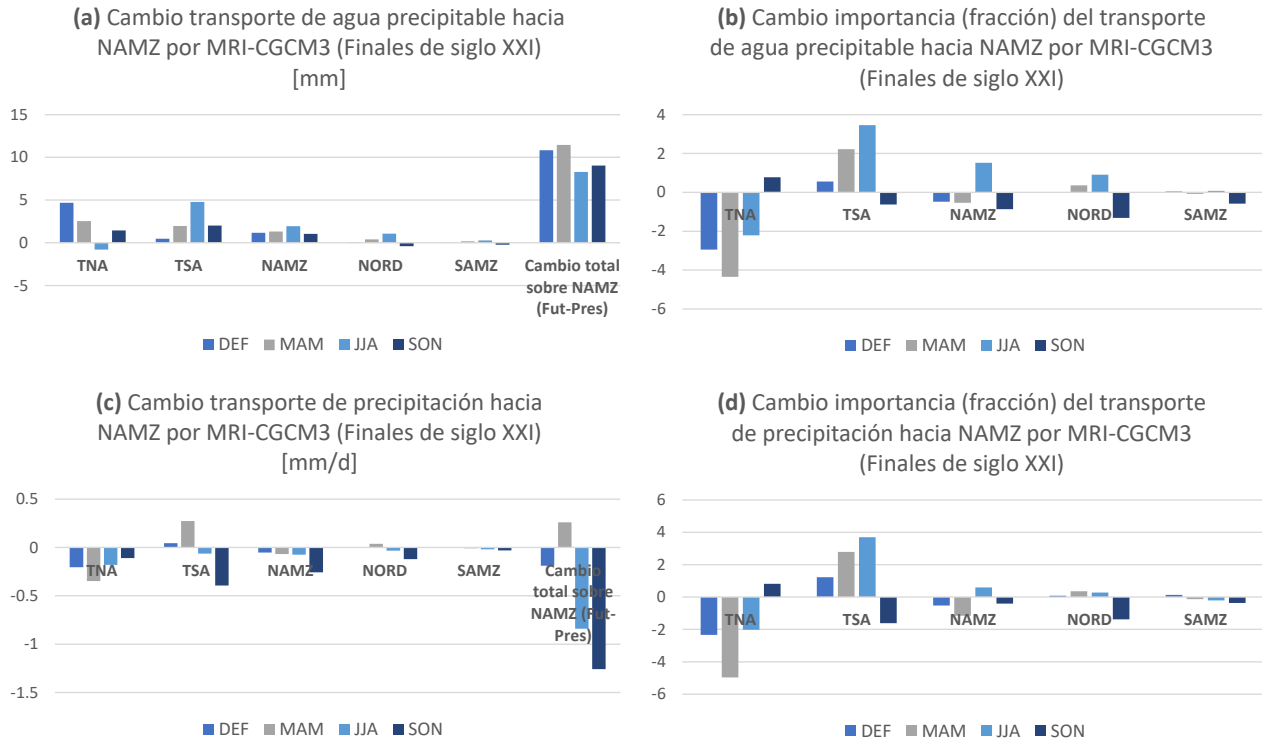 (a) Cambio transporte de agua precipitable hacia
NAMZ por MRI-CGCM3 (Finales de siglo XXI)
[mm]
15
10
5
0
-5
TNA
TSA
NAMZ
NORD
SAMZ
Cambio total
sobre NAMZ
(Fut-Pres)
DEF MAM JJA SON
(b) Cambio importancia (fracción) del transporte
de agua precipitable hacia NAMZ por MRI-CGCM3
(Finales de siglo XXI)
4
2
0
-2
-4
-6
TNA
TSA
NAMZ
NORD
SAMZ
DEF MAM JJA SON
(c) Cambio transporte de precipitación hacia
NAMZ por MRI-CGCM3 (Finales de siglo XXI)
[mm/d]
0.5
0
-0.5
-1
-1.5
TNA
TSA
NAMZ
NORD
SAMZ
Cambio
total sobre
NAMZ (Fut-
Pres)
DEF MAM JJA SON
(d) Cambio importancia (fracción) del transporte
de precipitación hacia NAMZ por MRI-CGCM3
(Finales de siglo XXI)
6
4
2
0
-2
-4
-6
TNA
TSA
NAMZ
NORD
SAMZ
DEF MAM JJA SON